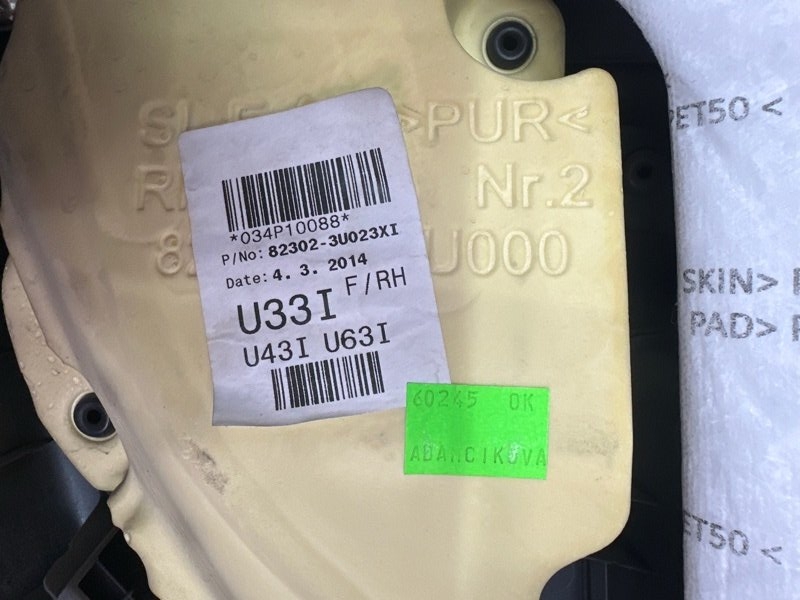 >PUR<
Nr.2
U000
*034P10088*
P/No: 82302-3U023XI
Date: 4. 3. 2014
U33I F/RH
U43I U63I
60245 OK
ET50 <
SKIN>
PAD>
ET50 <